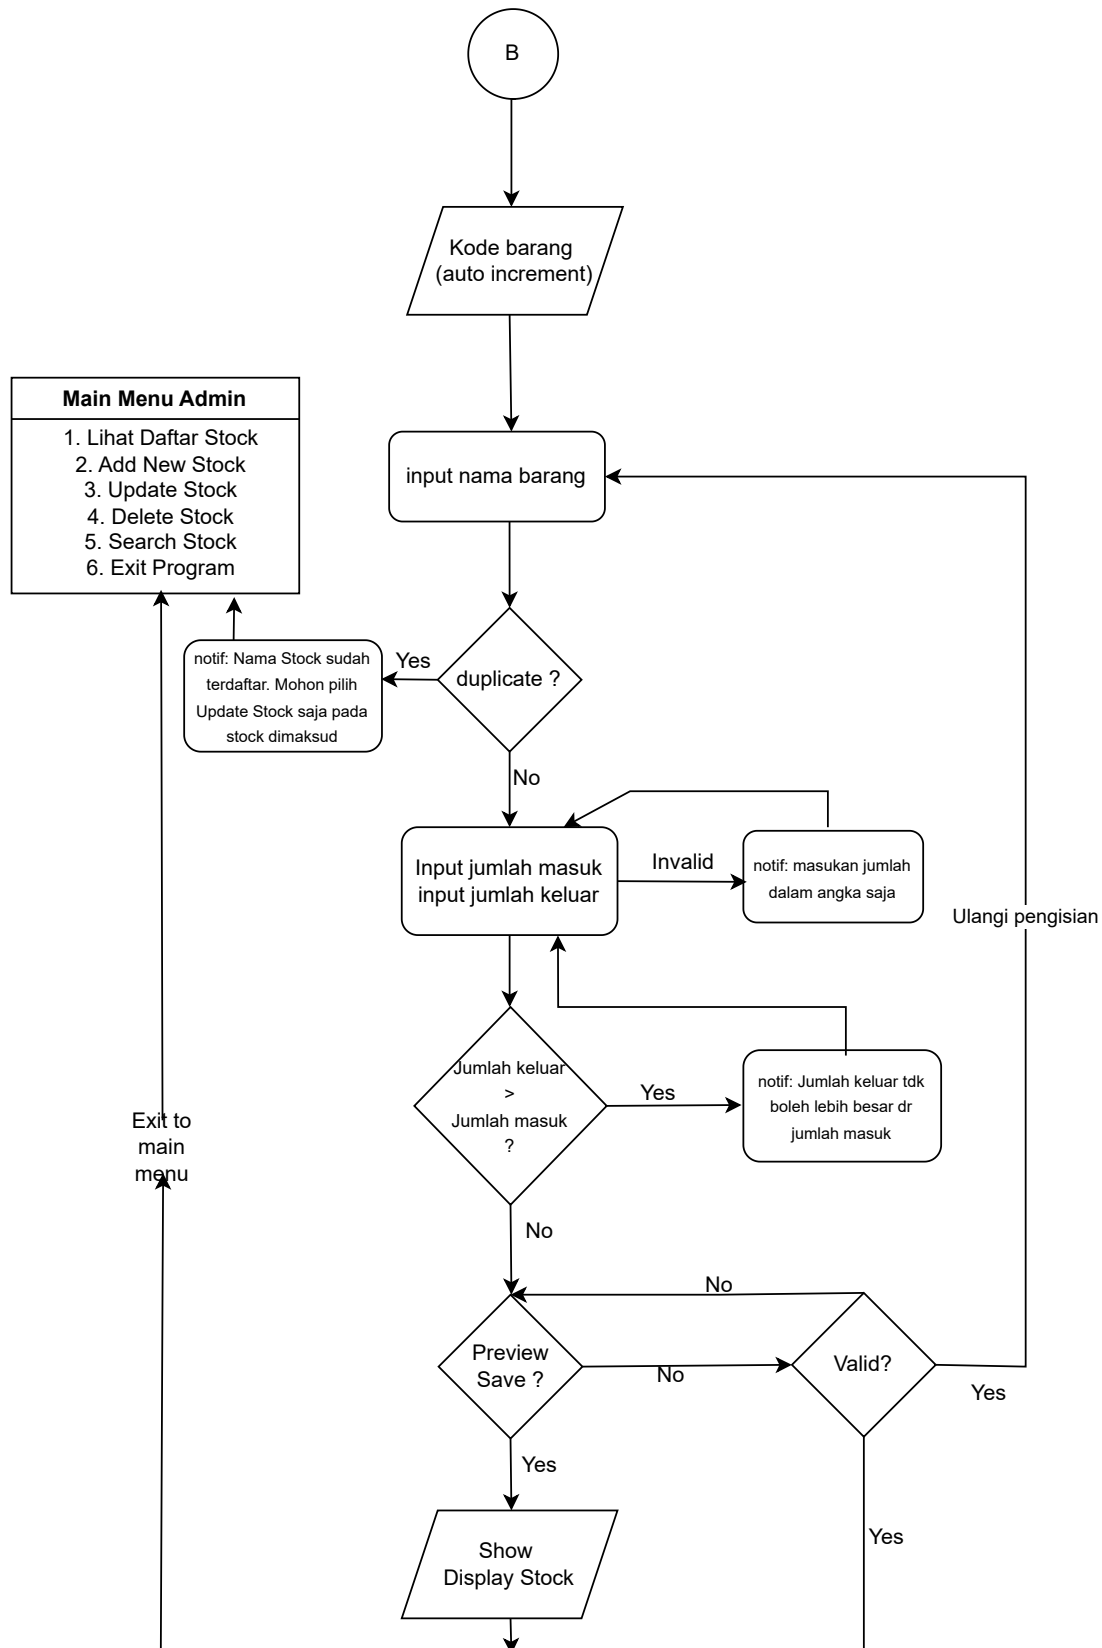 B
Kode barang
(auto increment)
Main Menu Admin
1. Lihat Daftar Stock
2. Add New Stock
3. Update Stock
4. Delete Stock
5. Search Stock
6. Exit Program
input nama barang
notif: Nama Stock sudah
terdaftar. Mohon pilih
Update Stock saja pada
stock dimaksud
Yes
duplicate ?
No
Input jumlah masuk
input jumlah keluar
Invalid
notif: masukan jumlah
dalam angka saja
Ulangi pengisian
Jumlah keluar
>
Jumlah masuk
?
Yes
notif: Jumlah keluar tdk
boleh lebih besar dr
jumlah masuk
Exit to
main
menu
No
No
Preview
Save ?
No
Valid?
Yes
Yes
Show
Display Stock
Yes